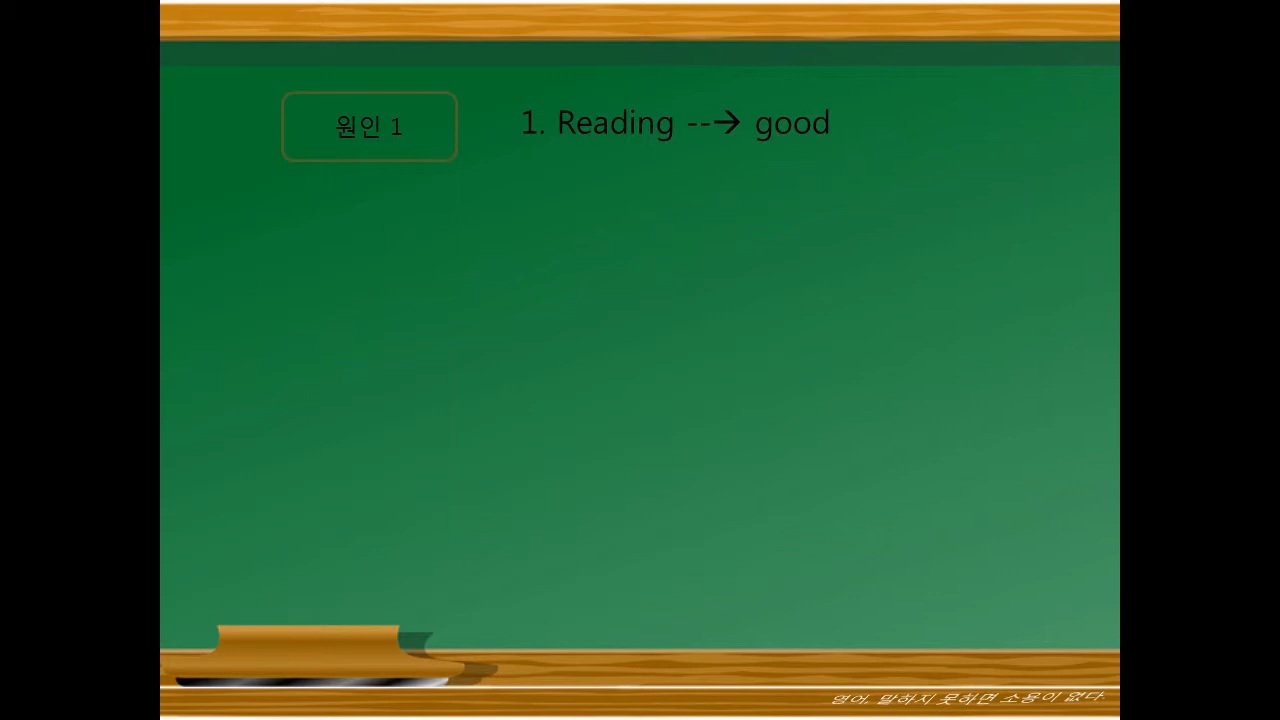 원인 1
1. Reading --→ good
영어, 말하지 못하면 소용이 없다